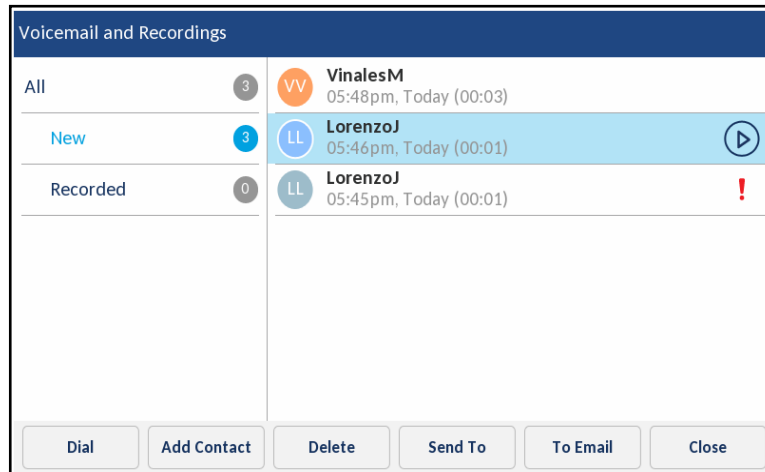 Voicemail and Recordings
All 3
New 3
Recorded 0
VV VinalesM
05:48pm, Today (00:03)
LL LorenzoJ
05:46pm, Today (00:01)
LL LorenzoJ
05:45pm, Today (00:01)
!
Dial Add Contact Delete Send To To Email Close